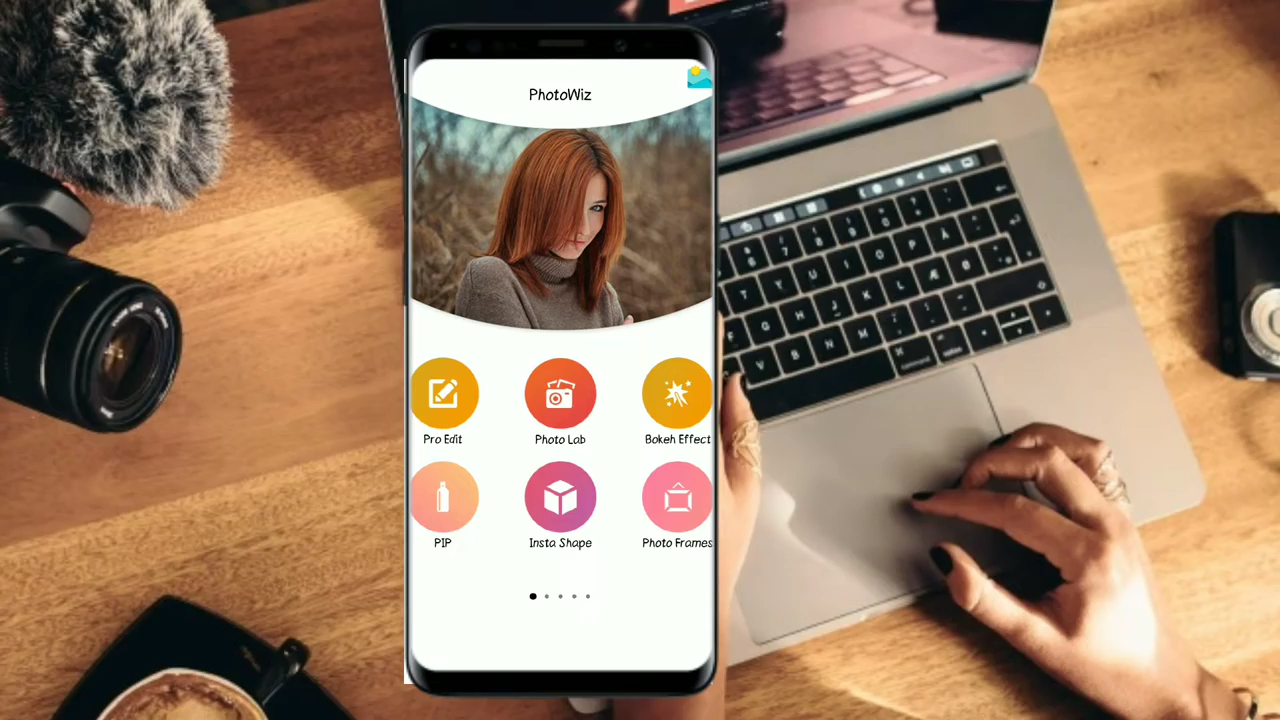 PhotoWiz
Pro Edit
Photo Lab
Bokeh Effect
PIP
Insta Shape
Photo Frames